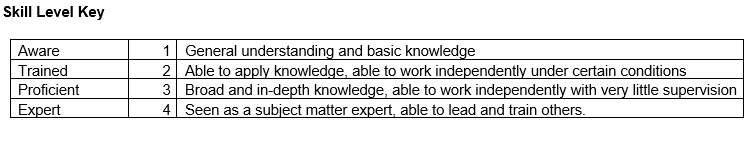 Skill Level Key
Aware 1 General understanding and basic knowledge
Trained 2 Able to apply knowledge, able to work independently under certain conditions
Proficient 3 Broad and in-depth knowledge, able to work independently with very little supervision
Expert 4 Seen as a subject matter expert, able to lead and train others.